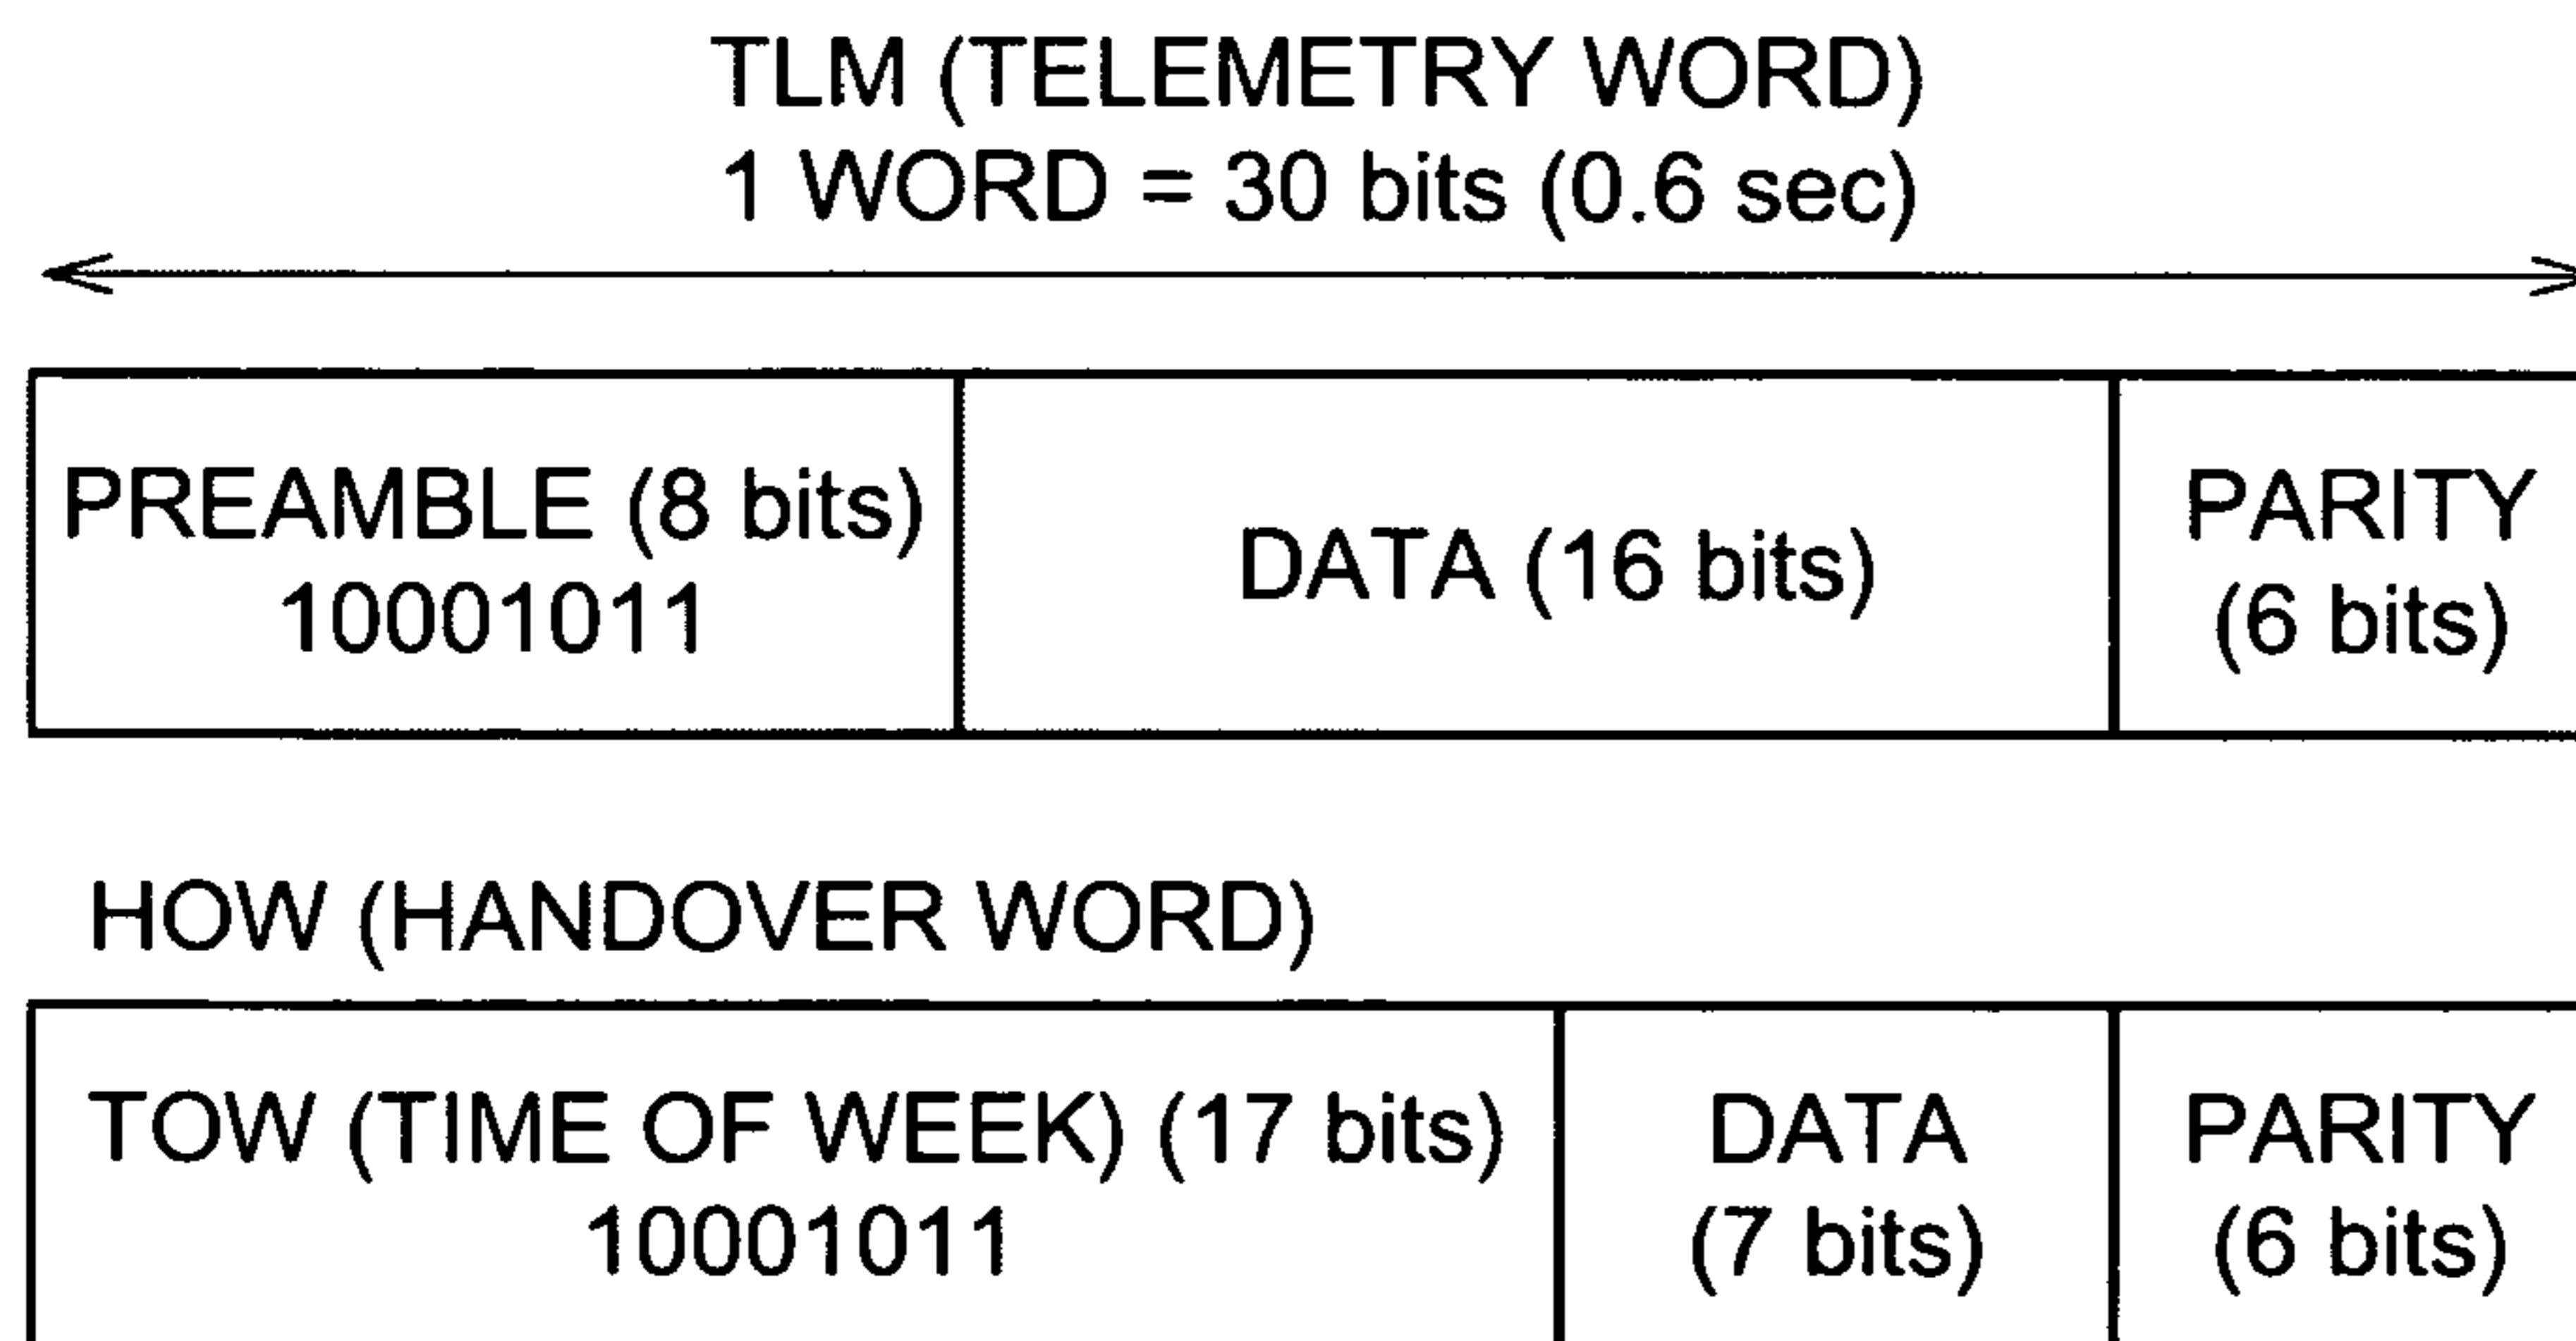 TLM (TELEMETRY WORD)
1 WORD = 30 bits (0.6 sec)
PREAMBLE (8 bits)
10001011
DATA (16 bits)
PARITY
(6 bits)
HOW (HANDOVER WORD)
TOW (TIME OF WEEK) (17 bits)
10001011
DATA
(7 bits)
PARITY
(6 bits)